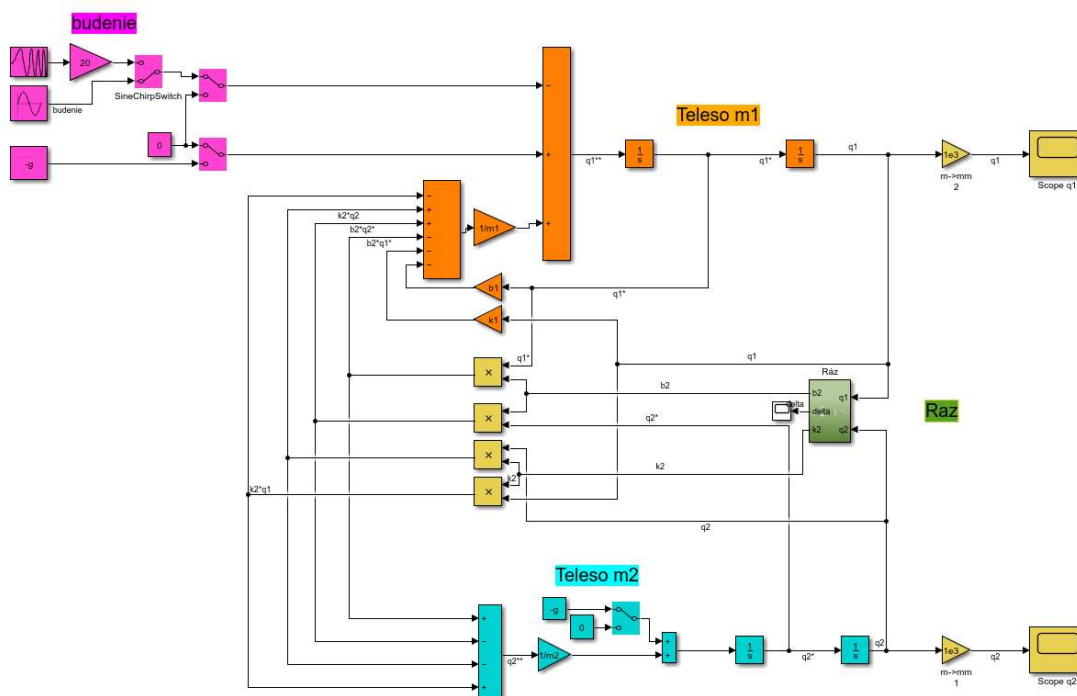 budenie
20
SineChirpSwitch
budenie
0
-g
−
+
+
q1**
1
s
Teleso m1
q1*
1
s
q1
1e3
m->mm
2
q1
Scope q1
−
+
+
−
−
−
k2*q2
b2*q2*
b2*q1*
1/m1
b1
q1*
k1
q1
×
q1*
b2
Ráz
b2
delta
k2
q1
q2
delta
Raz
×
q2*
×
k2
k2
×
k2*q1
q2
Teleso m2
-g
0
+
−
−
+
q2**
1/m2
+
+
1
s
q2*
1
s
q2
1e3
m->mm
1
q2
Scope q2